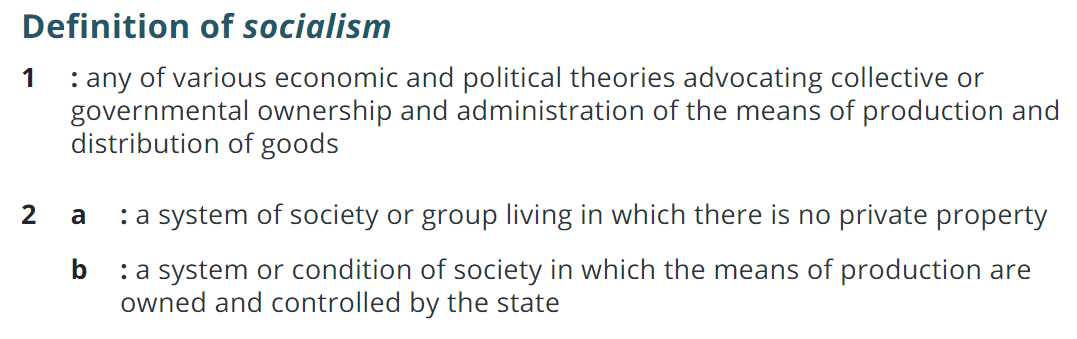 Definition of socialism
1 : any of various economic and political theories advocating collective or
governmental ownership and administration of the means of production and
distribution of goods
2 a : a system of society or group living in which there is no private property
b : a system or condition of society in which the means of production are
owned and controlled by the state